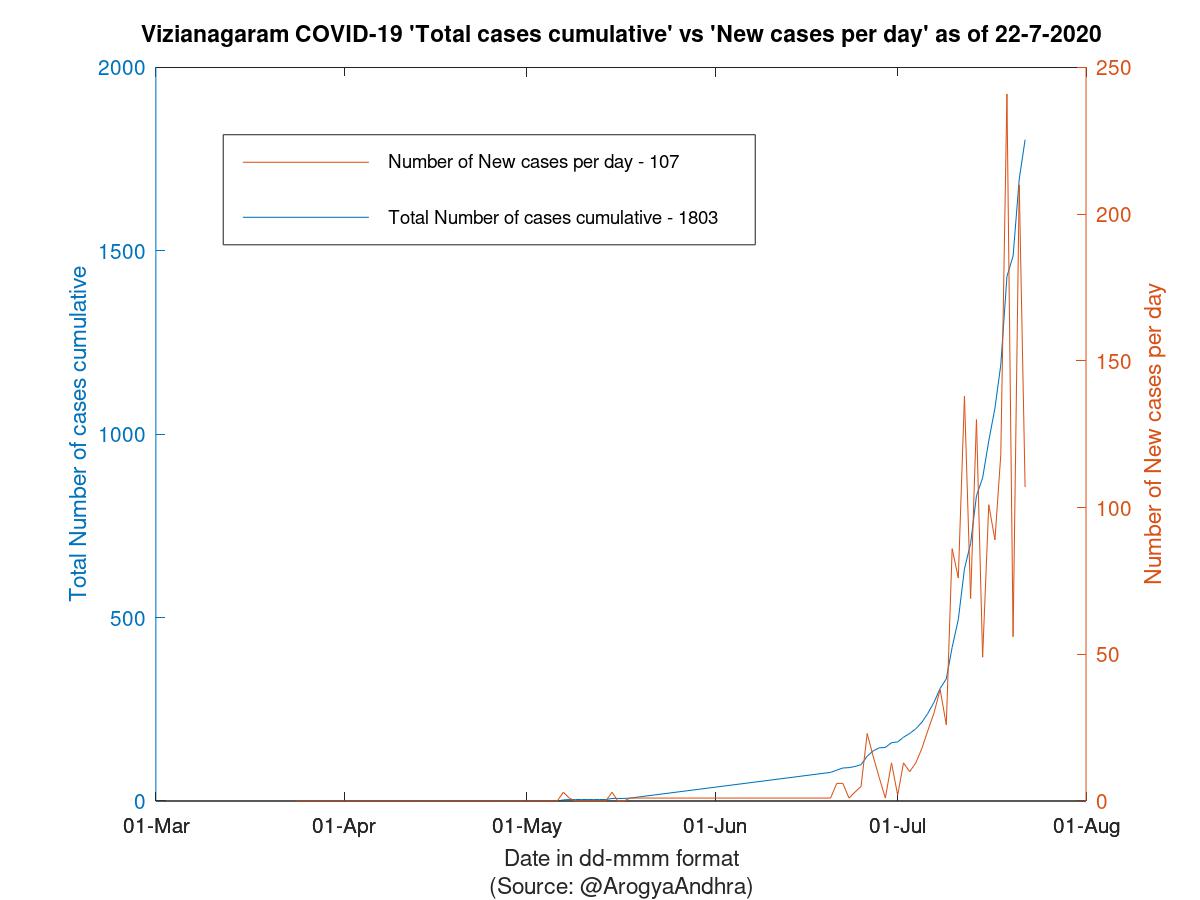 Vizianagaram COVID-19 'Total cases cumulative' vs 'New cases per day' as of 22-7-2020
2000
1500
1000
500
0
Total Number of cases cumulative
Number of New cases per day - 107
Total Number of cases cumulative - 1803
250
200
150
100
50
0
Number of New cases per day
01-Mar 01-Apr 01-May 01-Jun 01-Jul 01-Aug
Date in dd-mmm format
(Source: @ArogyaAndhra)